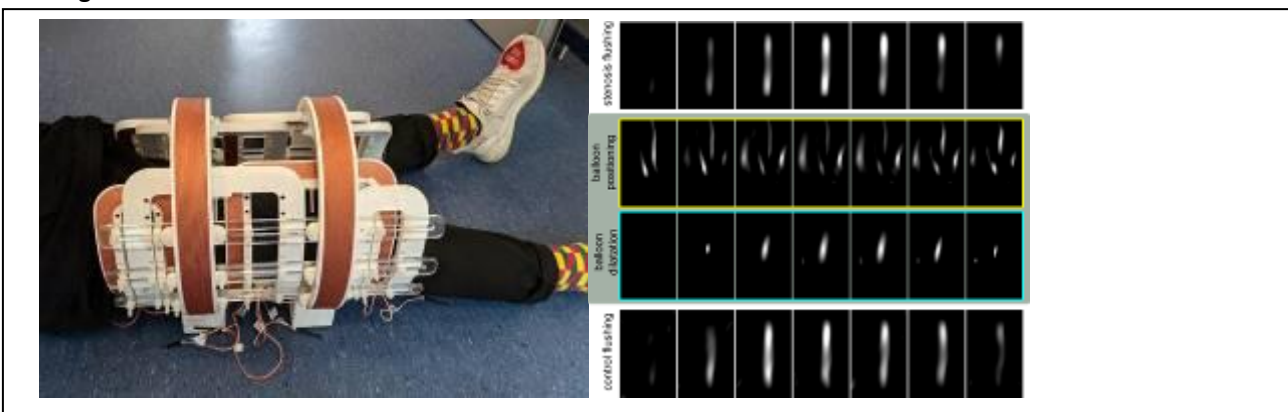 stenosis flushing
balloon
positioning
balloon
dilatation
control flushing